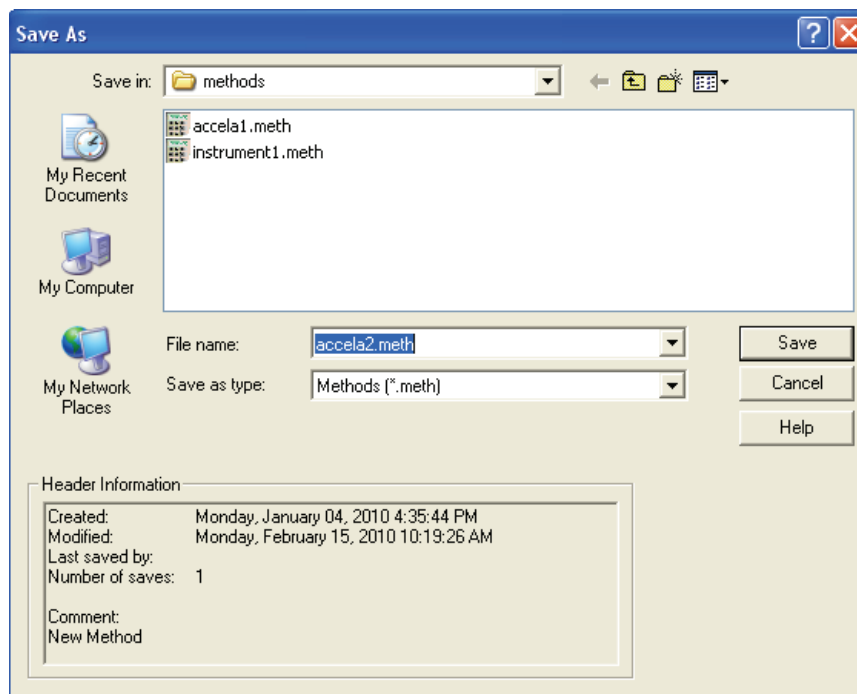 Save As
Save in: methods
accela1.meth
instrument1.meth
My Recent
Documents
My Computer
My Network
Places
File name: accela2.meth
Save as type: Methods (*.meth)
Save
Cancel
Help
Header Information
Created: Monday, January 04, 2010 4:35:44 PM
Modified: Monday, February 15, 2010 10:19:26 AM
Last saved by:
Number of saves: 1
Comment:
New Method